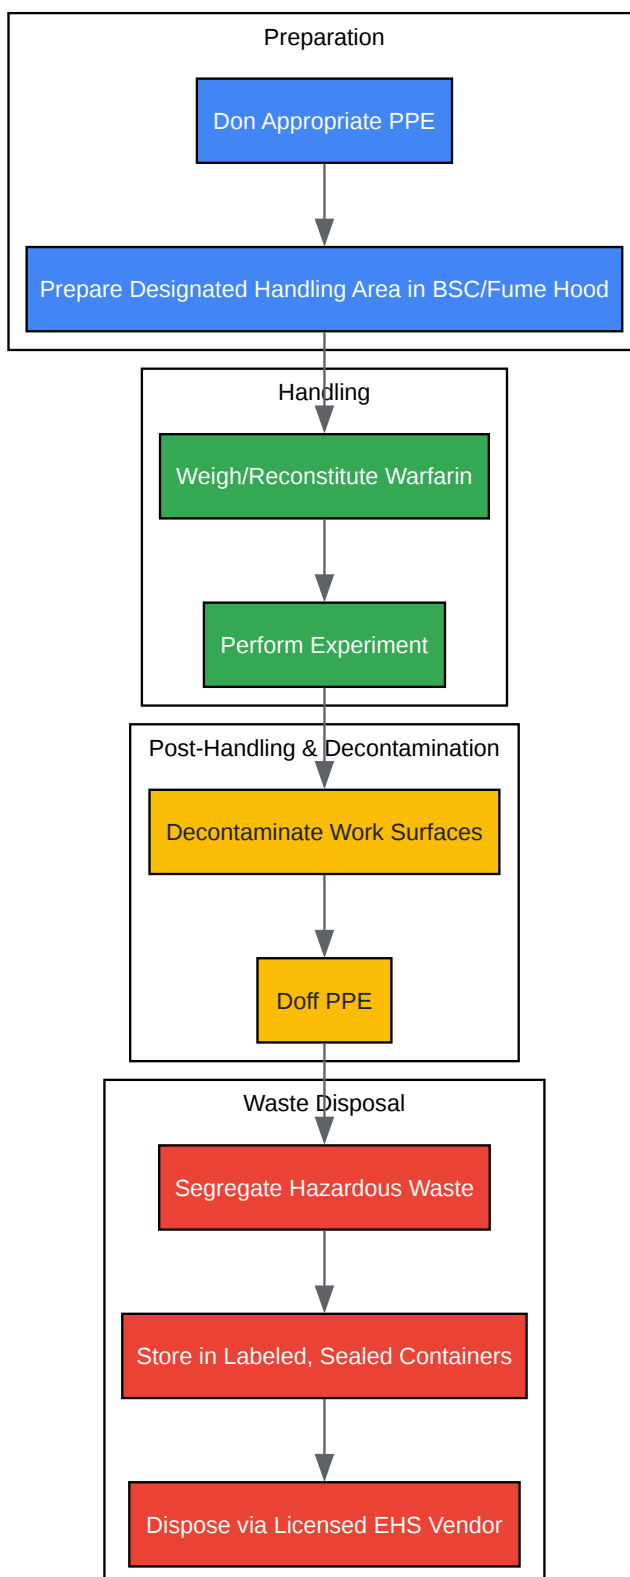 Preparation
Don Appropriate PPE
Prepare Designated Handling Area in BSC/Fume Hood
Handling
Weigh/Reconstitute Warfarin
Perform Experiment
Post-Handling & Decontamination
Decontaminate Work Surfaces
Doff PPE
Waste Disposal
Segregate Hazardous Waste
Store in Labeled, Sealed Containers
Dispose via Licensed EHS Vendor